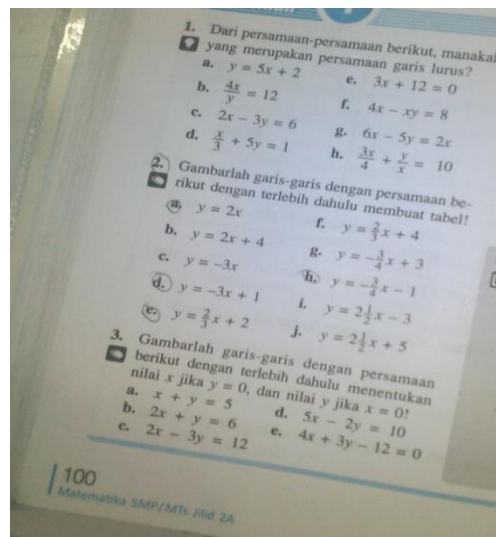 1. Dari persamaan-persamaan berikut, manakah
yang merupakan persamaan garis lurus?
a. y = 5x + 2
e. 3x + 12 = 0
b. 4x/y = 12
f. 4x − xy = 8
c. 2x − 3y = 6
g. 6x − 5y = 2x
d. x/3 + 5y = 1
h. 3x/4 + y/x = 10
2. Gambarlah garis-garis dengan persamaan be-
rikut dengan terlebih dahulu membuat tabel!
a. y = 2x
f. y = 2/3x + 4
b. y = 2x + 4
g. y = −3/4x + 3
c. y = −3x
h. y = −3/4x − 1
d. y = −3x + 1
i. y = 2 1/2x − 3
e. y = 2/3x + 2
j. y = 2 1/2x + 5
3. Gambarlah garis-garis dengan persamaan
berikut dengan terlebih dahulu menentukan
nilai x jika y = 0, dan nilai y jika x = 0!
a. x + y = 5
d. 5x − 2y = 10
b. 2x + y = 6
e. 4x + 3y − 12 = 0
c. 2x − 3y = 12
100
Matematika SMP/MTs Jilid 2A